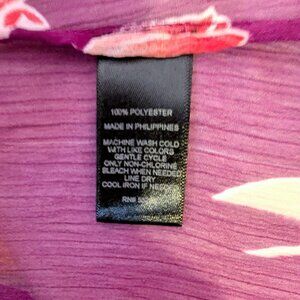 100% POLYESTER
MADE IN PHILIPPINES
MACHINE WASH COLD
WITH LIKE COLORS
GENTLE CYCLE
ONLY NON-CHLORINE
BLEACH WHEN NEEDED
LINE DRY
COOL IRON IF NEEDED
RN#